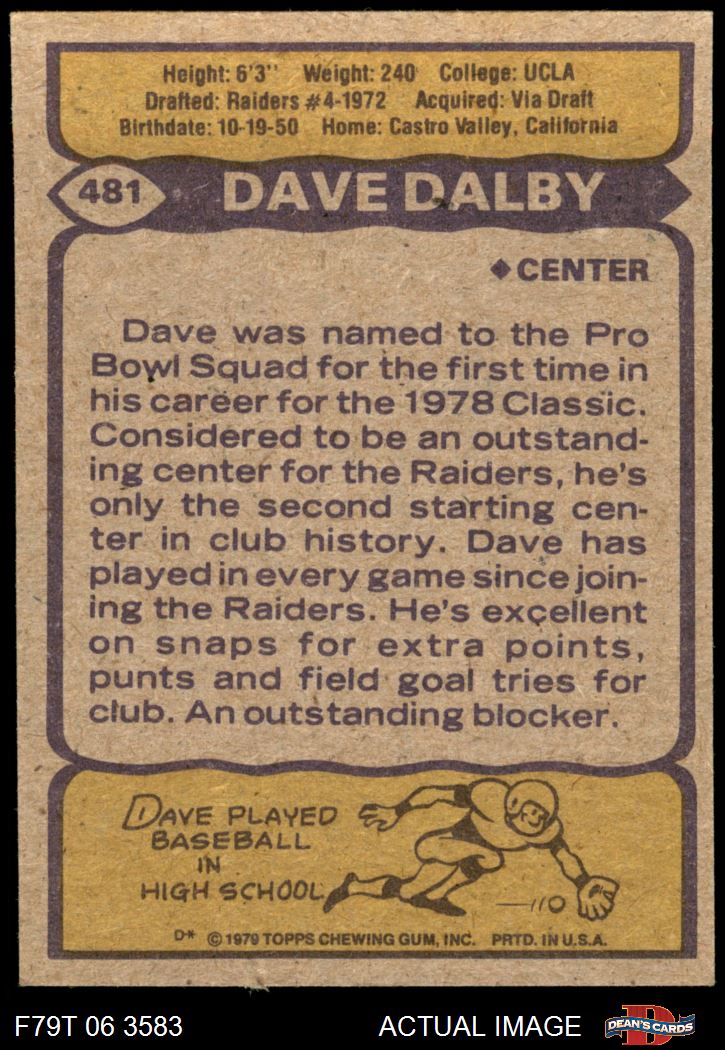 Height: 6'3'' Weight: 240 College: UCLA
Drafted: Raiders #4-1972 Acquired: Via Draft
Birthdate: 10-19-50 Home: Castro Valley, California
481 DAVE DALBY
◆CENTER
Dave was named to the Pro
Bowl Squad for the first time in
his career for the 1978 Classic.
Considered to be an outstand-
ing center for the Raiders, he's
only the second starting cen-
ter in club history. Dave has
played in every game since join-
ing the Raiders. He's excellent
on snaps for extra points,
punts and field goal tries for
club. An outstanding blocker.
DAVE PLAYED
BASEBALL
IN
HIGH SCHOOL
D* © 1979 TOPPS CHEWING GUM, INC. PRTD. IN U.S.A.
F79T 06 3583 ACTUAL IMAGE D DEAN'S CARDS